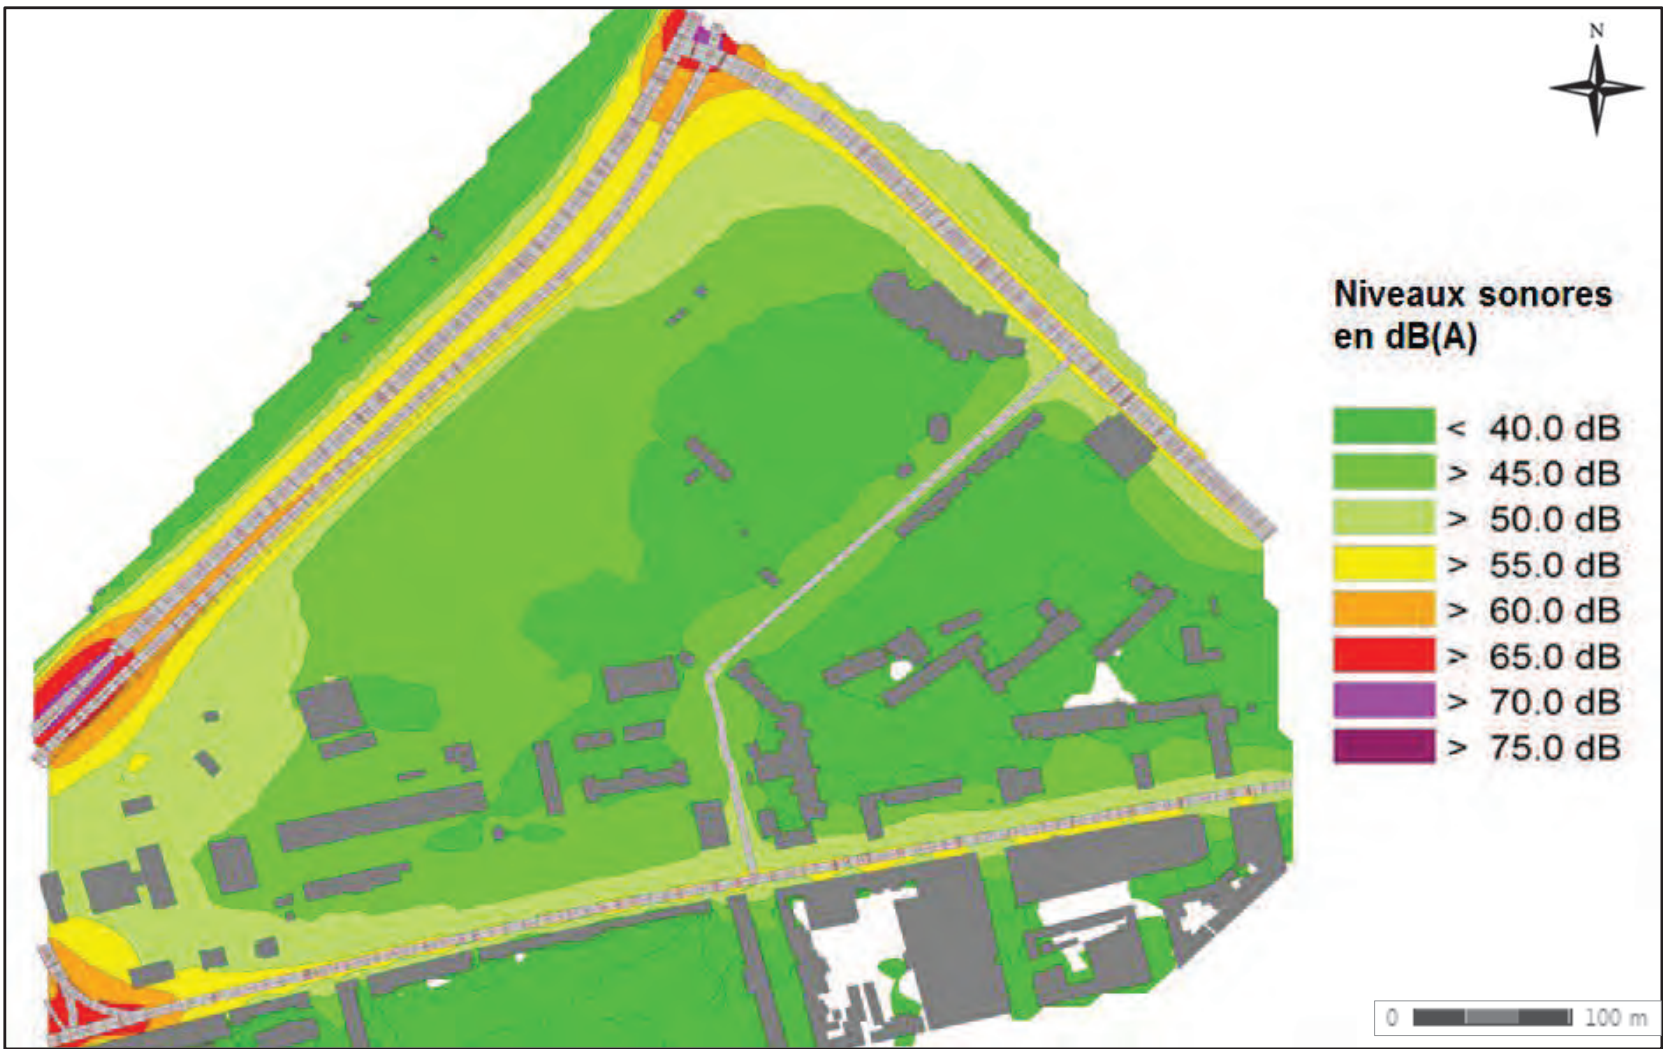 N
Niveaux sonores
en dB(A)
< 40.0 dB
> 45.0 dB
> 50.0 dB
> 55.0 dB
> 60.0 dB
> 65.0 dB
> 70.0 dB
> 75.0 dB
0 100 m